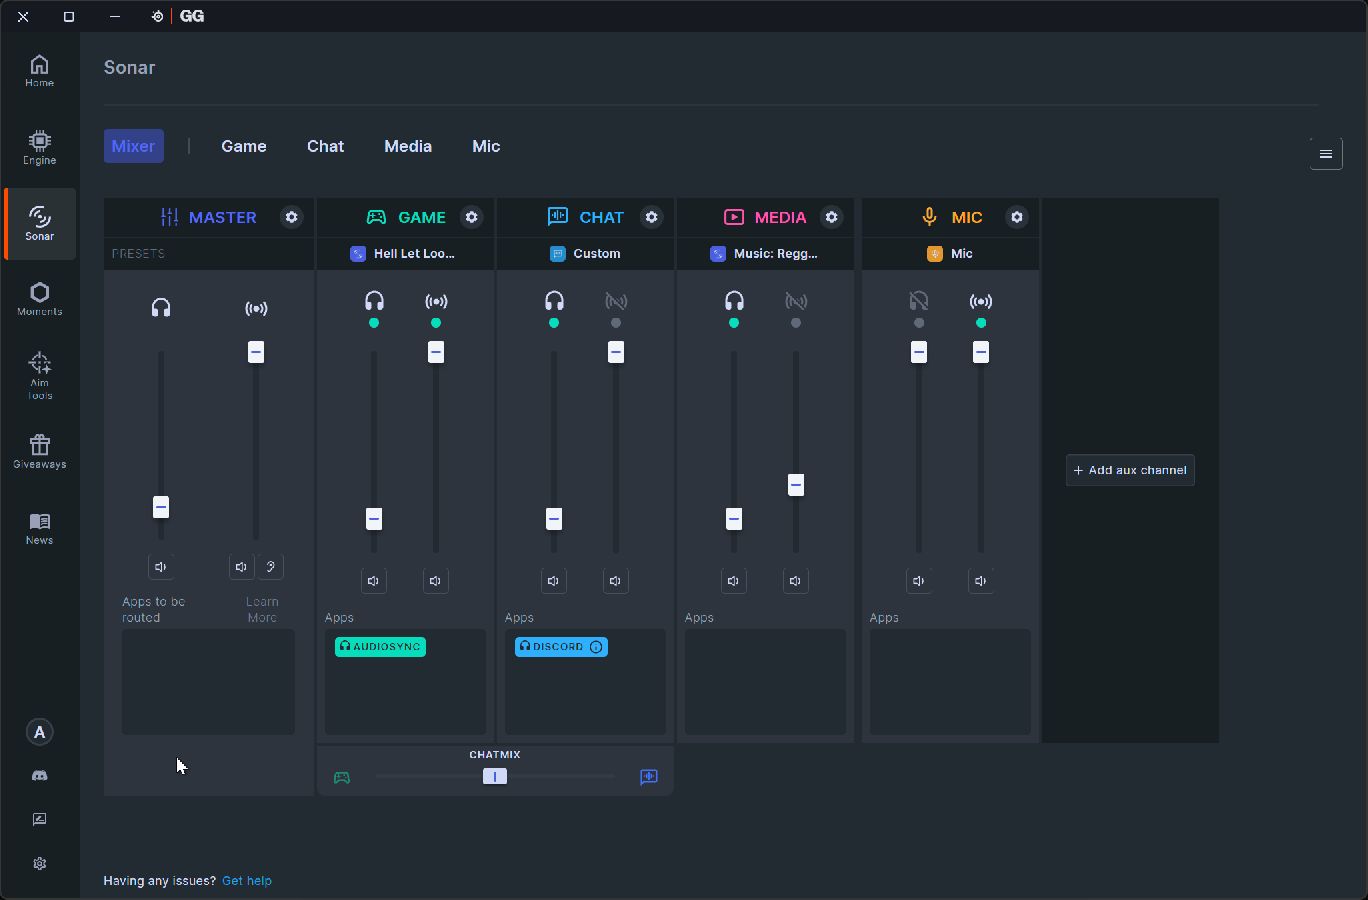 GG
Home
Engine
Sonar
Moments
Aim
Tools
Giveaways
News
A
Sonar
Mixer
Game
Chat
Media
Mic
MASTER
GAME
CHAT
MEDIA
MIC
PRESETS
Hell Let Loo...
Custom
Music: Regg...
Mic
+ Add aux channel
Apps to be
routed
Learn
More
Apps
Apps
Apps
Apps
AUDIOSYNC
DISCORD
CHATMIX
Having any issues? Get help